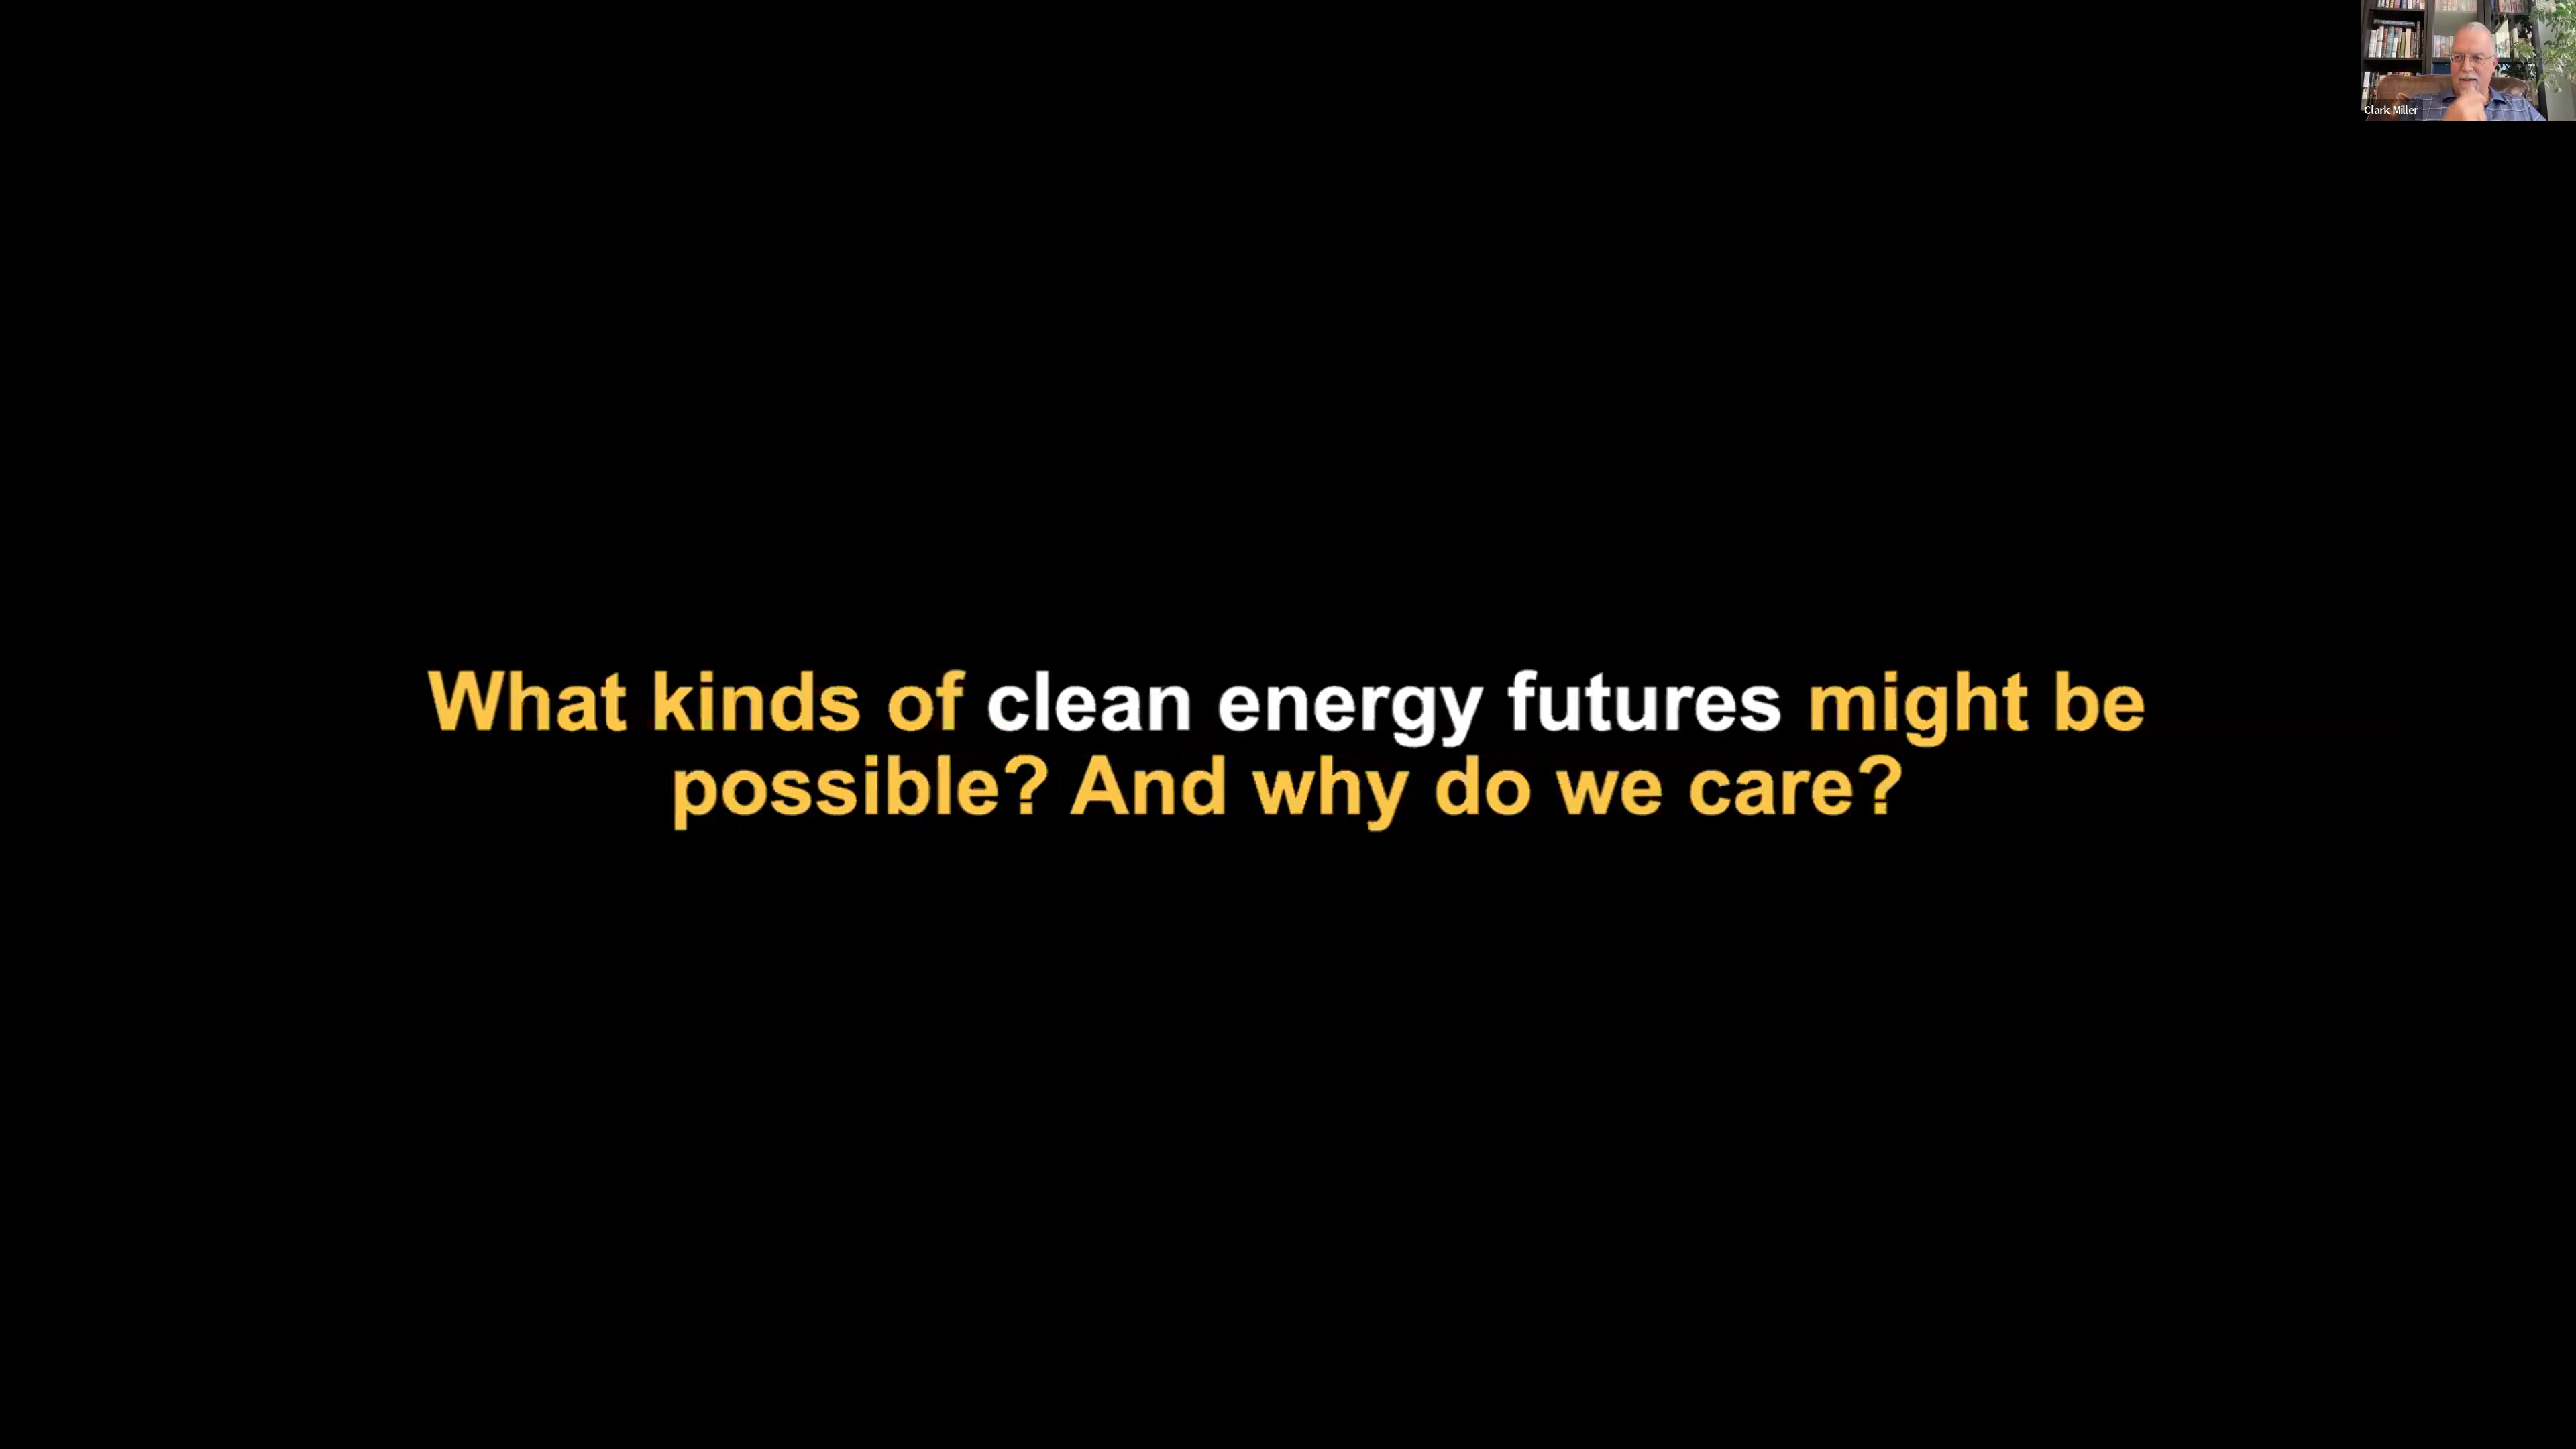 Clark Miller
What kinds of clean energy futures might be
possible? And why do we care?